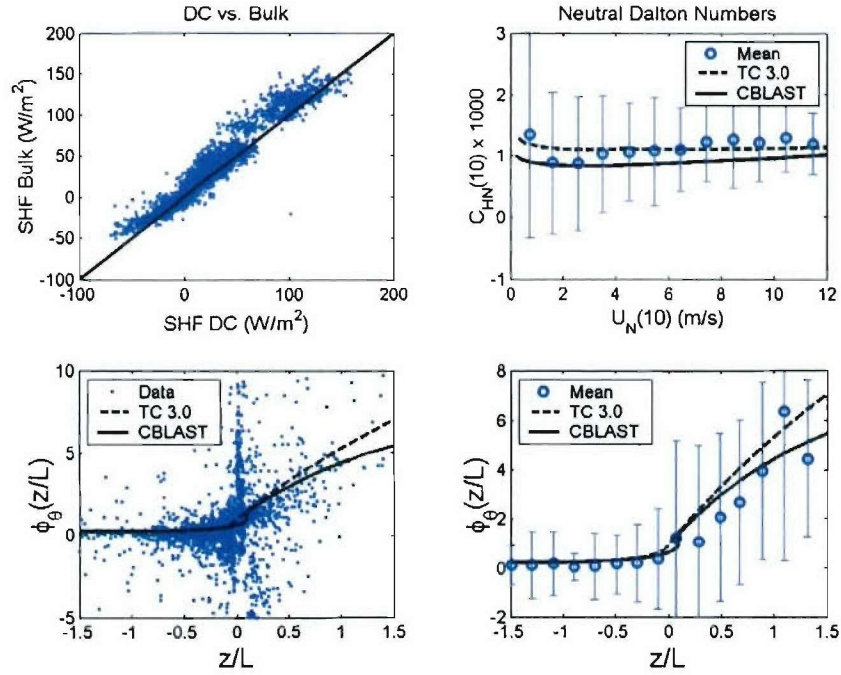 DC vs. Bulk
200
150
100
50
0
-50
-100
-100
0
100
200
SHF Bulk (W/m²)
SHF DC (W/m²)
Neutral Dalton Numbers
3
2
1
0
-1
0
2
4
6
8
10
12
C_HN(10) x 1000
U_N(10) (m/s)
Mean
TC 3.0
CBLAST
10
5
0
-5
-1.5
-1
-0.5
0
0.5
1
1.5
ϕ_θ(z/L)
z/L
Data
TC 3.0
CBLAST
8
6
4
2
0
-2
-1.5
-1
-0.5
0
0.5
1
1.5
ϕ_θ(z/L)
z/L
Mean
TC 3.0
CBLAST